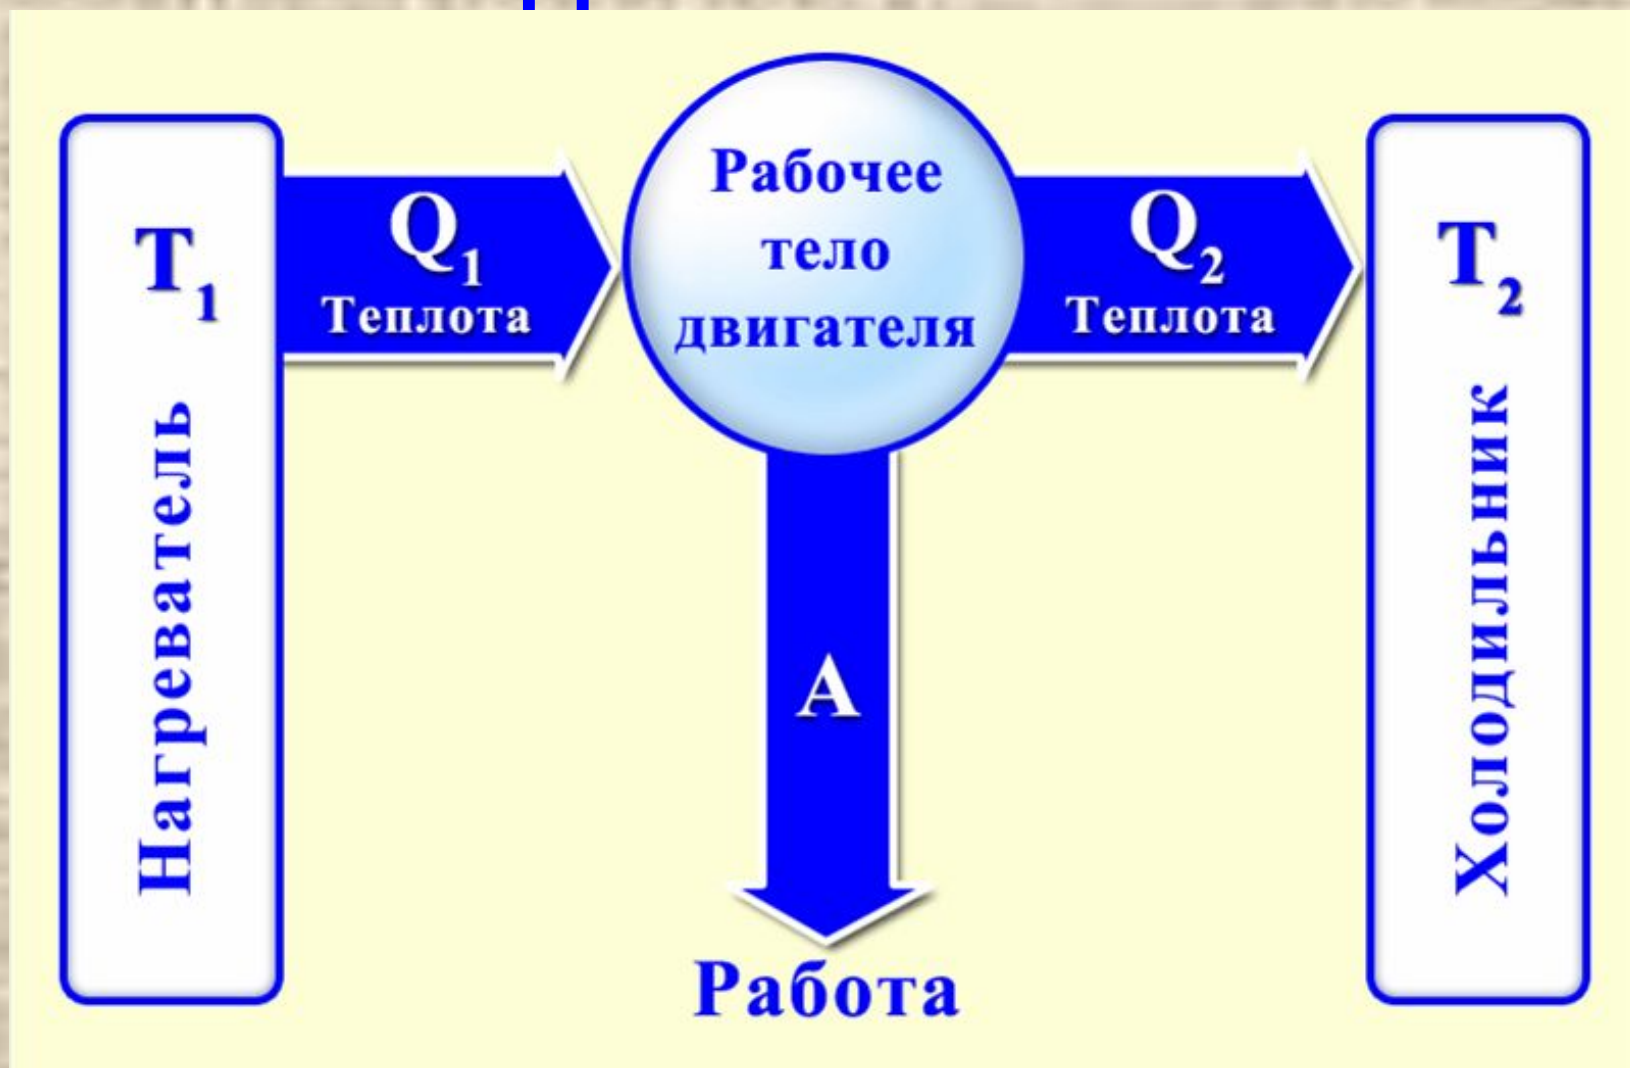 T₁
Нагреватель
Q₁
Теплота
Рабочее
тело
двигателя
Q₂
Теплота
T₂
Холодильник
A
Работа